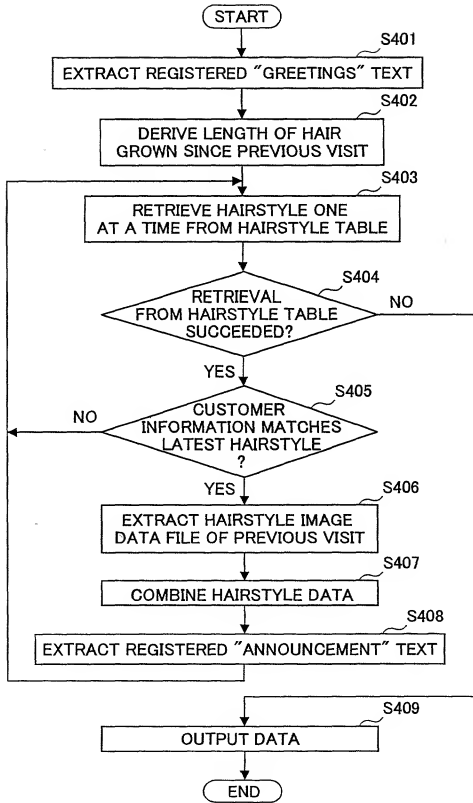 START
S401
EXTRACT REGISTERED "GREETINGS" TEXT
S402
DERIVE LENGTH OF HAIR
GROWN SINCE PREVIOUS VISIT
S403
RETRIEVE HAIRSTYLE ONE
AT A TIME FROM HAIRSTYLE TABLE
S404
RETRIEVAL
FROM HAIRSTYLE TABLE
SUCCEEDED?
NO
YES
S405
CUSTOMER
INFORMATION MATCHES
LATEST HAIRSTYLE
?
NO
YES
S406
EXTRACT HAIRSTYLE IMAGE
DATA FILE OF PREVIOUS VISIT
S407
COMBINE HAIRSTYLE DATA
S408
EXTRACT REGISTERED "ANNOUNCEMENT" TEXT
S409
OUTPUT DATA
END